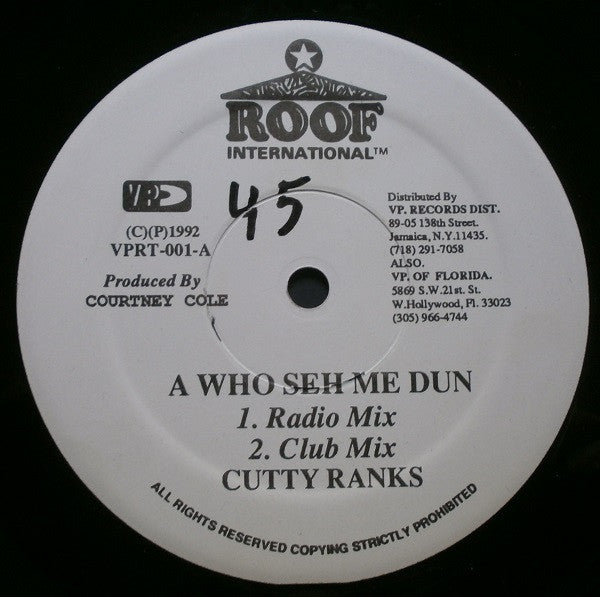 ROOF
INTERNATIONAL™
VP
(C)(P)1992
VPRT-001-A
Produced By
COURTNEY COLE
45
Distributed By
VP. RECORDS DIST.
89-05 138th Street.
Jamaica, N.Y.11435.
(718) 291-7058
ALSO.
VP. OF FLORIDA.
5869 S.W.21st. St.
W.Hollywood, Fl. 33023
(305) 966-4744
A WHO SEH ME DUN
1. Radio Mix
2. Club Mix
CUTTY RANKS
ALL RIGHTS RESERVED COPYING STRICTLY PROHIBITED